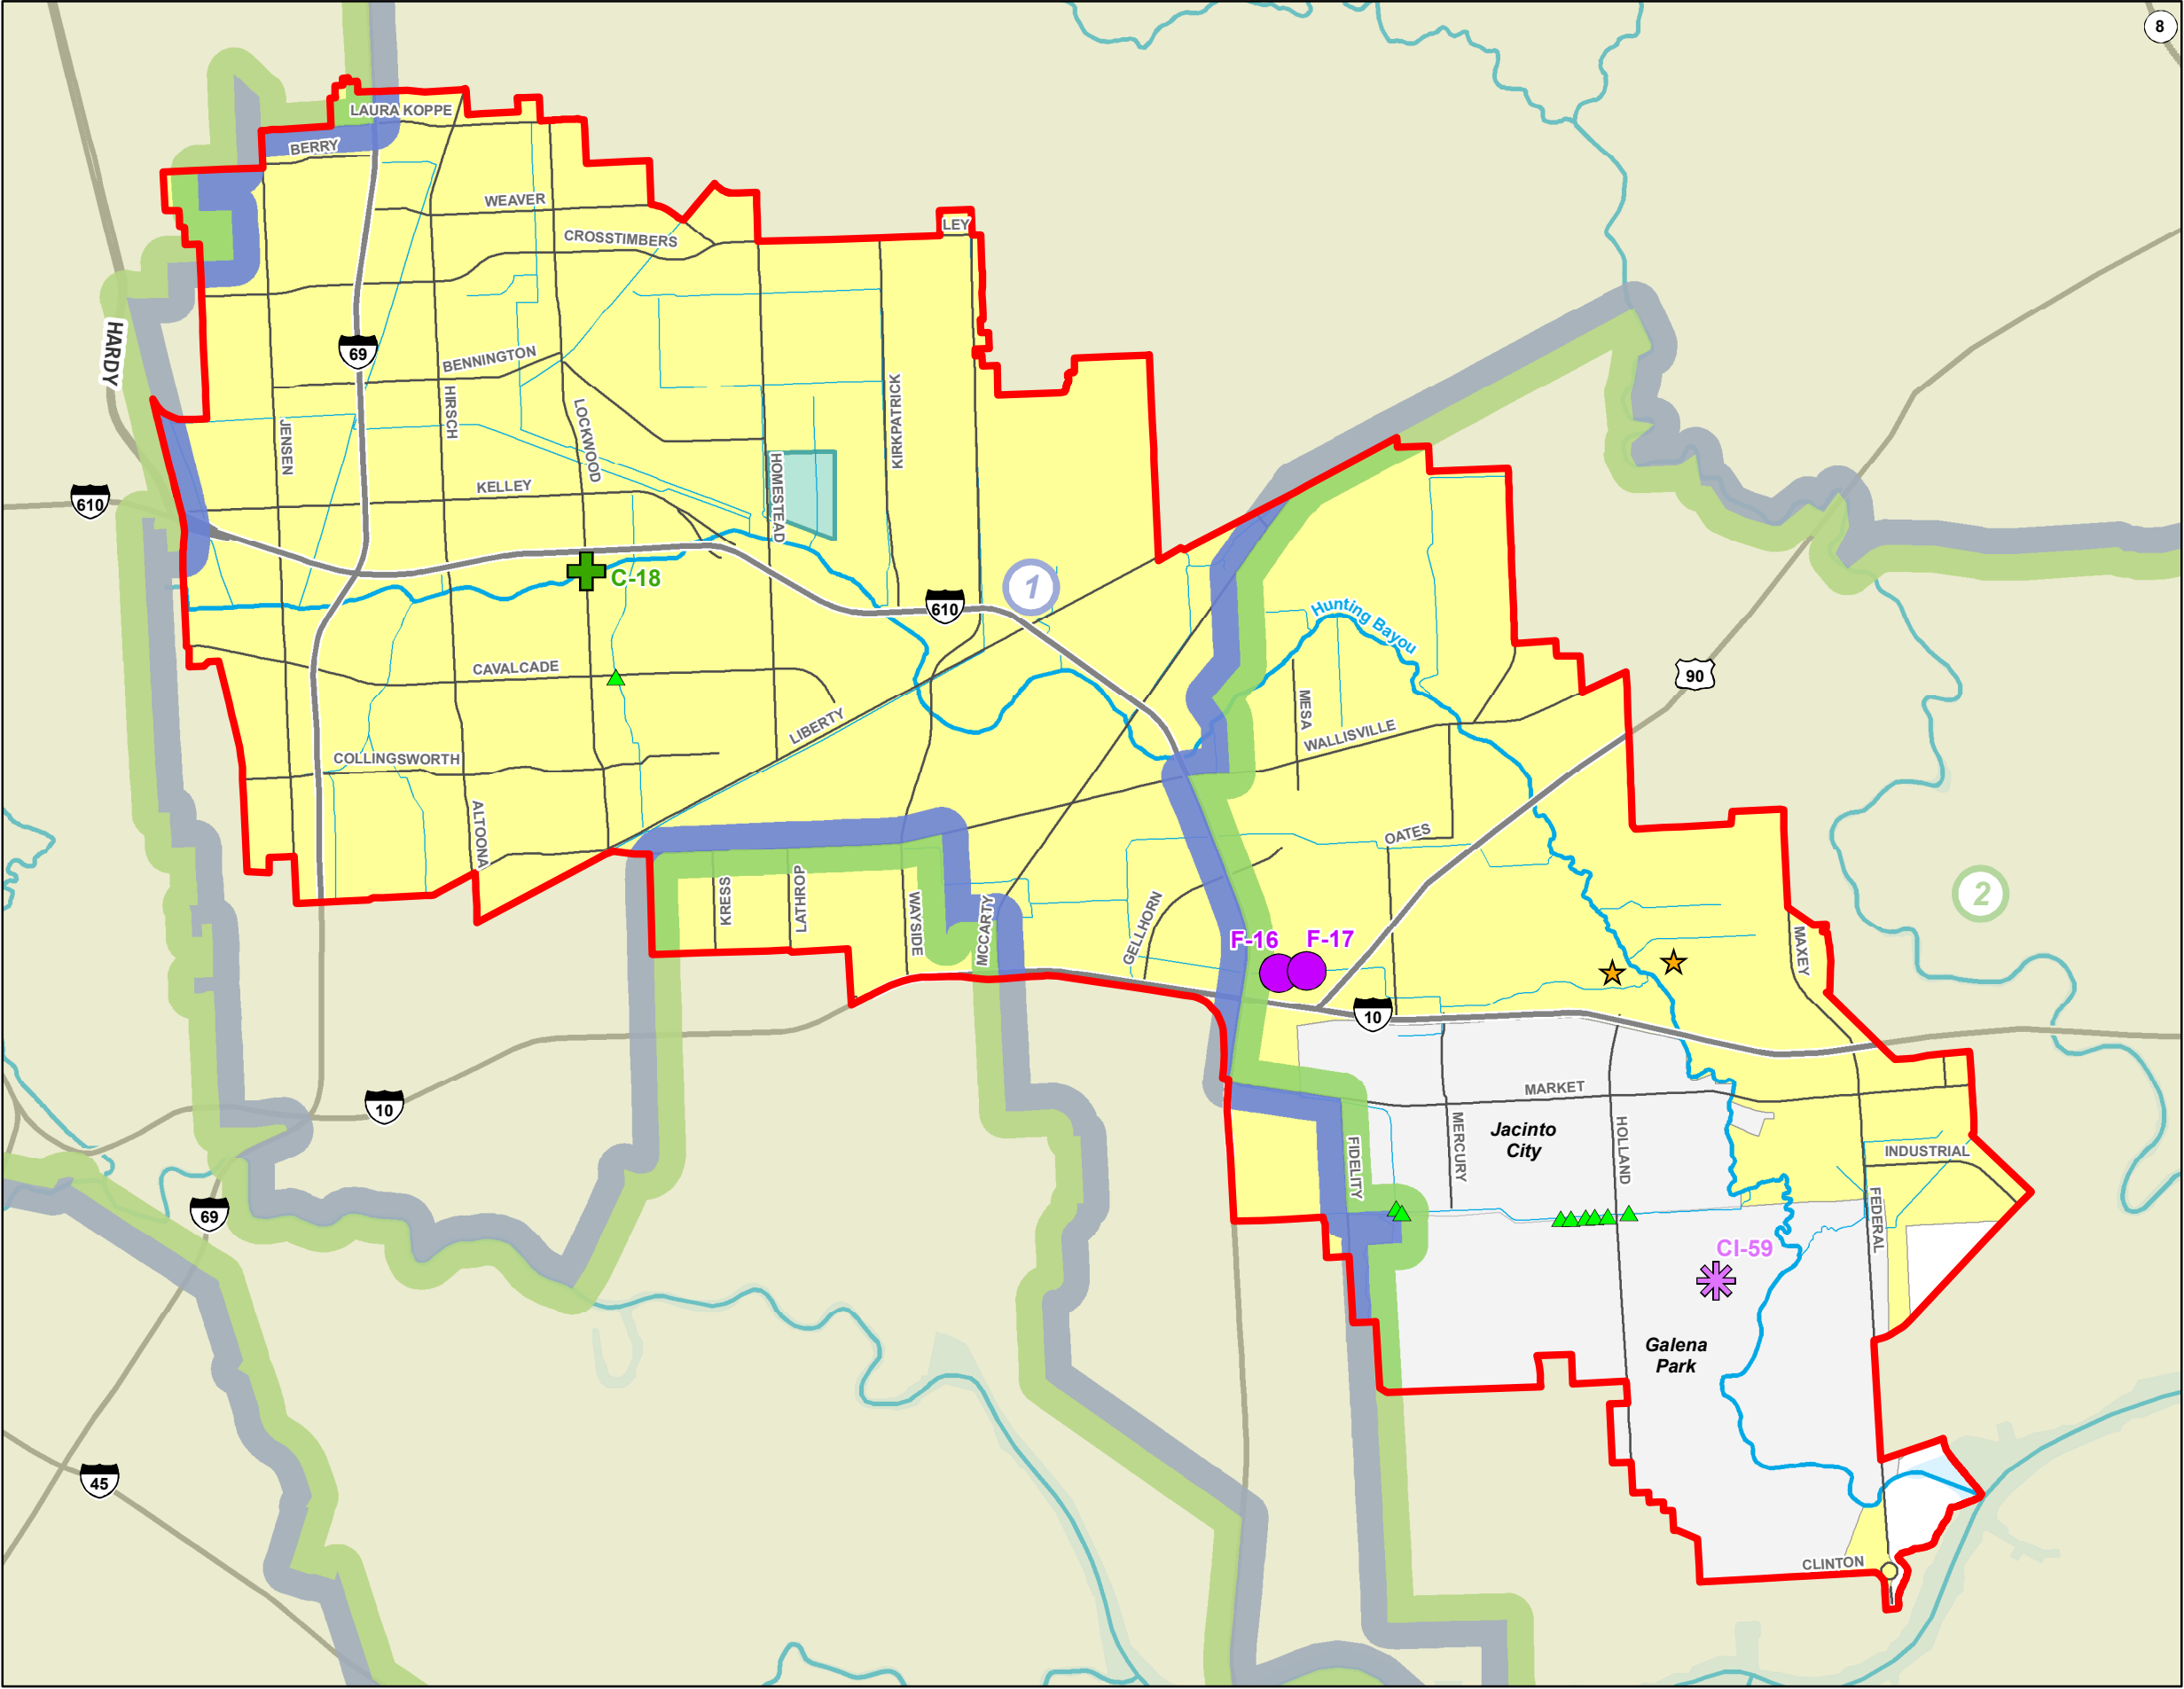 8
LAURA KOPPE
BERRY
WEAVER
LEY
CROSSTIMBERS
HARDY
69
BENNINGTON
HIRSCH
KIRKPATRICK
LOCKWOOD
JENSEN
HOMESTEAD
KELLEY
610
C-18
1
610
Hunting Bayou
CAVALCADE
90
MESA
LIBERTY
WALLISVILLE
COLLINGSWORTH
ALTOONA
OATES
KRESS
LATHROP
WAYSIDE
MCCARTY
GELLHORN
2
F-16
F-17
MAXEY
10
MARKET
10
MERCURY
Jacinto
City
HOLLAND
FIDELITY
INDUSTRIAL
69
FEDERAL
CI-59
Galena
Park
45
CLINTON